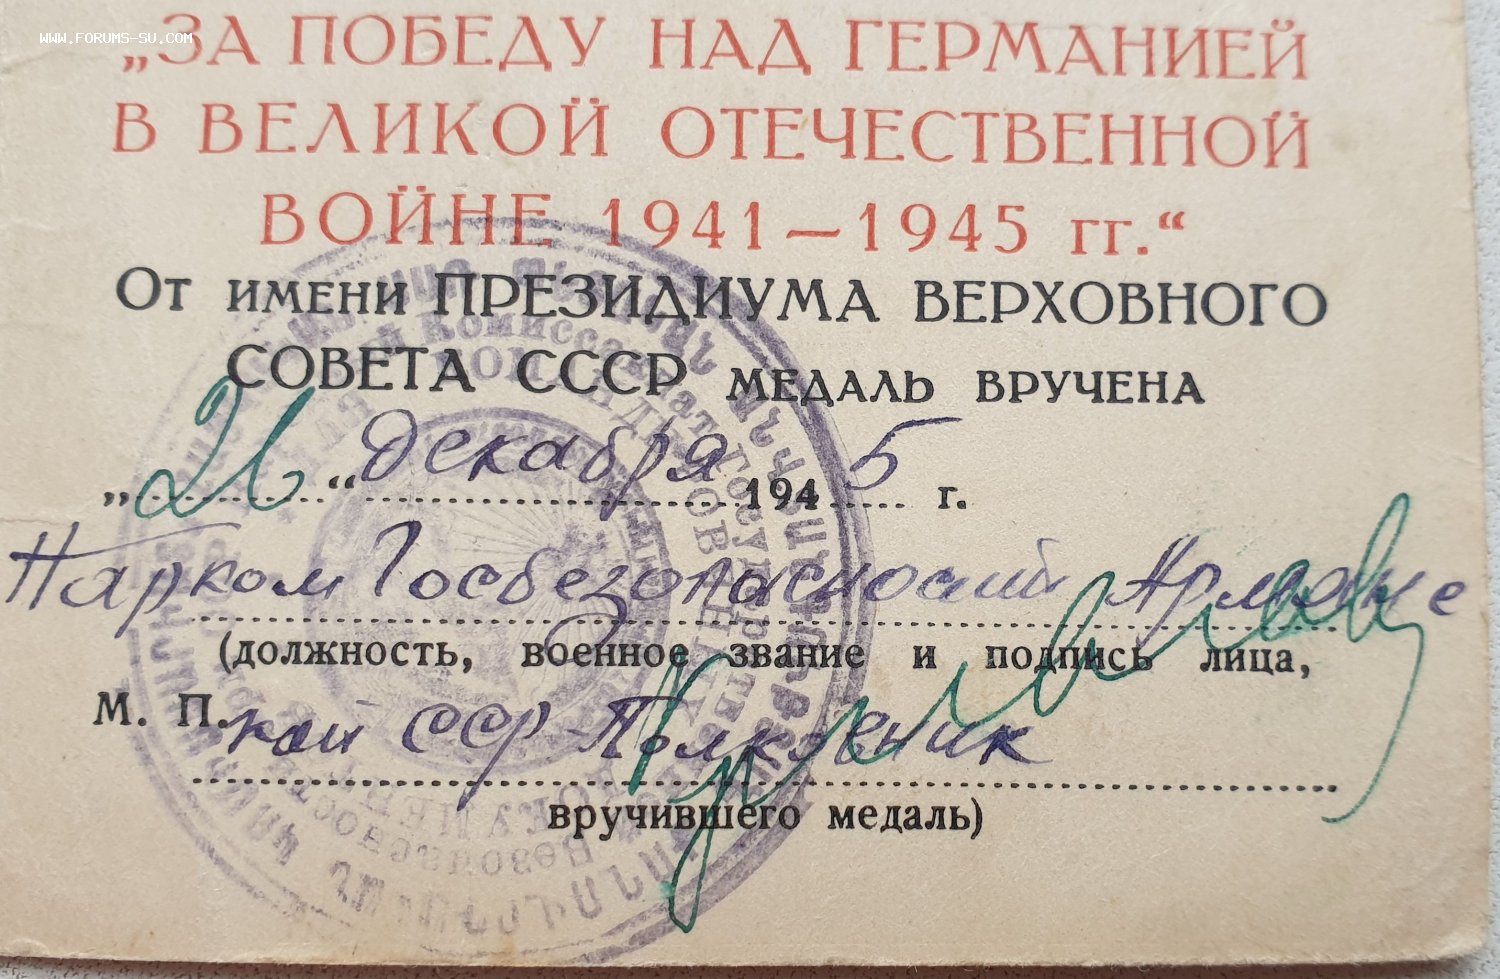 www.forums-su.com
„ЗА ПОБЕДУ НАД ГЕРМАНИЕЙ
В ВЕЛИКОЙ ОТЕЧЕСТВЕННОЙ
ВОЙНЕ 1941—1945 гг.“
От имени ПРЕЗИДИУМА ВЕРХОВНОГО
СОВЕТА СССР МЕДАЛЬ ВРУЧЕНА
„26“ декабря 1945 г.
Нарком Госбезопасности Армянс
(должность, военное звание и подпись лица,
М. П. кой ССР Полковник
вручившего медаль)